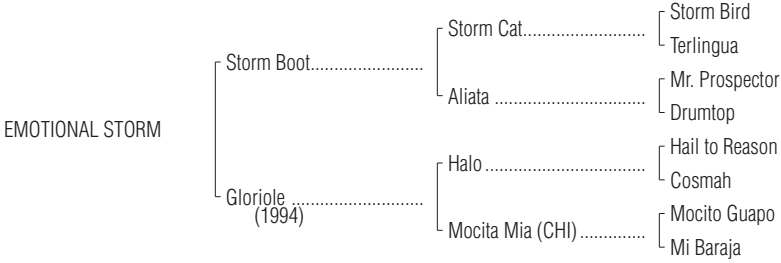 Storm Bird
Storm Cat........................
Terlingua
Storm Boot......................
Mr. Prospector
Aliata ..............................
Drumtop
EMOTIONAL STORM
Hail to Reason
Halo................................
Cosmah
Gloriole .........................
(1994)
Mocito Guapo
Mocita Mia (CHI).............
Mi Baraja